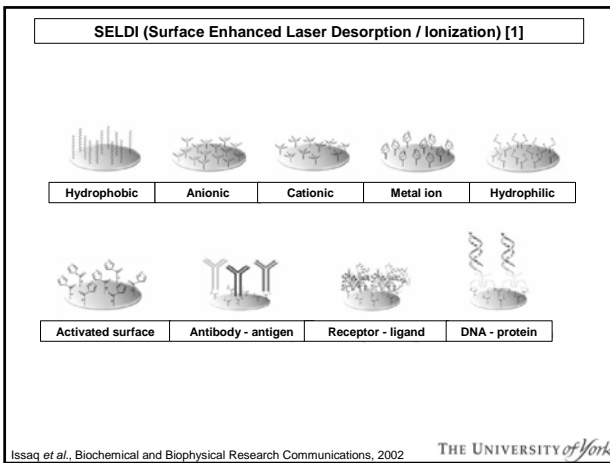 SELDI (Surface Enhanced Laser Desorption / Ionization) [1]
Hydrophobic Anionic Cationic Metal ion Hydrophilic
Activated surface Antibody - antigen Receptor - ligand DNA - protein
Issaq et al., Biochemical and Biophysical Research Communications, 2002
THE UNIVERSITY of York